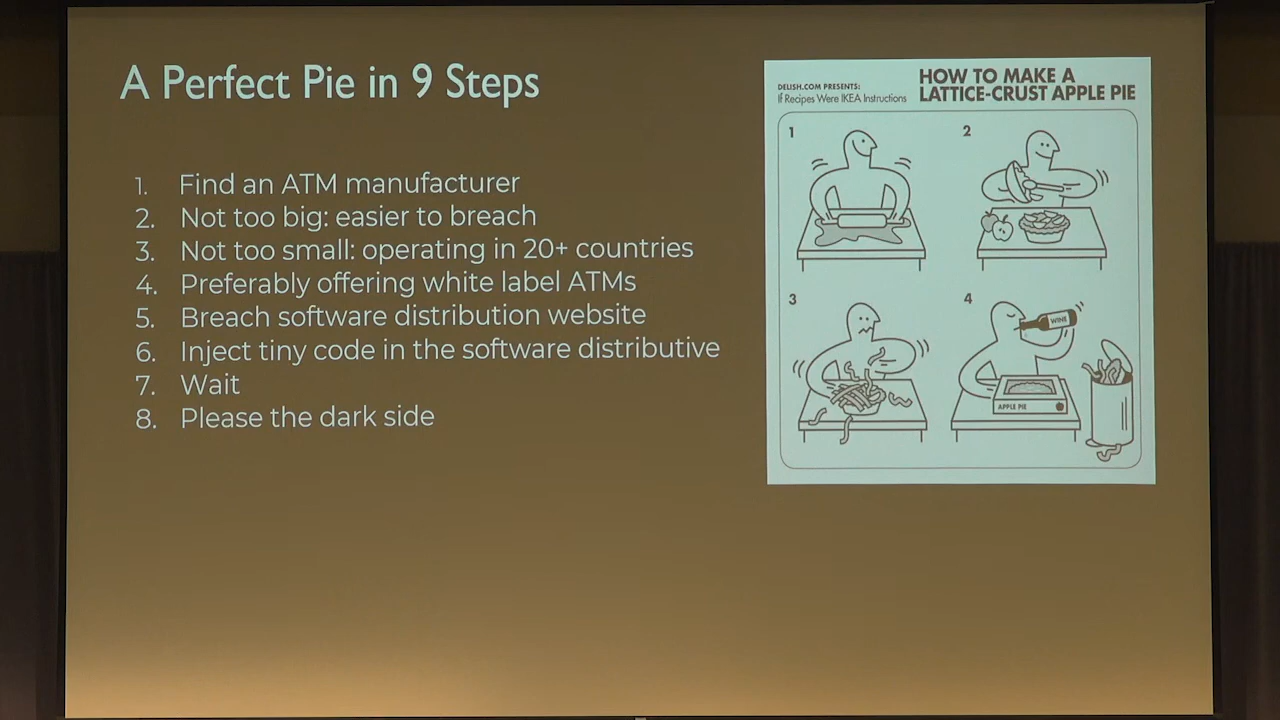 A Perfect Pie in 9 Steps
1. Find an ATM manufacturer
2. Not too big: easier to breach
3. Not too small: operating in 20+ countries
4. Preferably offering white label ATMs
5. Breach software distribution website
6. Inject tiny code in the software distributive
7. Wait
8. Please the dark side
DELISH.COM PRESENTS:
If Recipes Were IKEA Instructions
HOW TO MAKE A
LATTICE-CRUST APPLE PIE
1
2
3
4
WINE
APPLE PIE